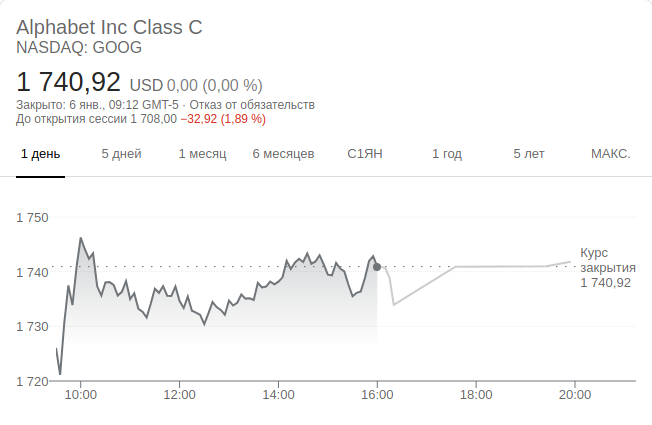 Alphabet Inc Class C
NASDAQ: GOOG
1 740,92 USD 0,00 (0,00 %)
Закрыто: 6 янв., 09:12 GMT-5 · Отказ от обязательств
До открытия сессии 1 708,00 −32,92 (1,89 %)
1 день 5 дней 1 месяц 6 месяцев С1ЯН 1 год 5 лет МАКС.
1 750
1 740
1 730
1 720
Курс
закрытия
1 740,92
10:00 12:00 14:00 16:00 18:00 20:00